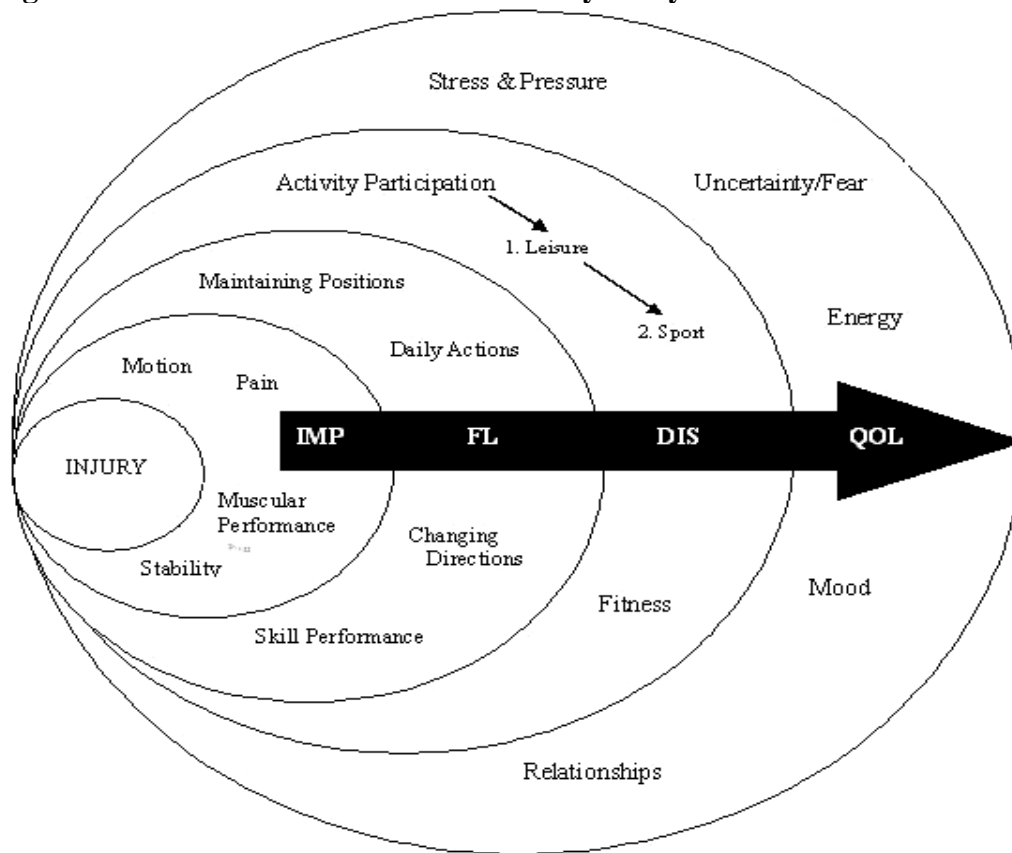 Stress & Pressure
Uncertainty/Fear
Activity Participation
1. Leisure
Maintaining Positions
Energy
2. Sport
Daily Actions
Motion
Pain
IMP FL DIS QOL
INJURY
Muscular
Performance
Changing
Directions
Stability
Mood
Fitness
Skill Performance
Relationships